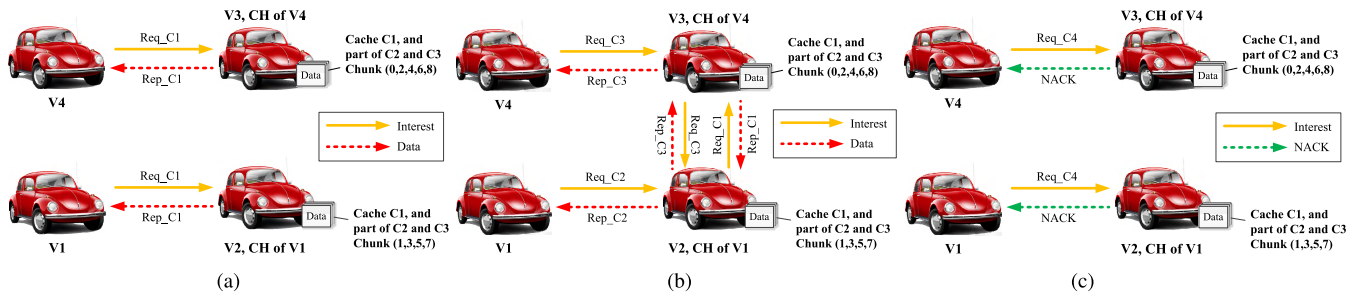 V3, CH of V4
Req_C1
Rep_C1
V4
Data
Cache C1, and
part of C2 and C3
Chunk (0,2,4,6,8)
Interest
Data
Req_C1
Rep_C1
V1
Data
V2, CH of V1
Cache C1, and
part of C2 and C3
Chunk (1,3,5,7)
(a)
V3, CH of V4
Req_C3
Rep_C3
V4
Data
Cache C1, and
part of C2 and C3
Chunk (0,2,4,6,8)
Rep_C3
Req_C3
Req_C1
Rep_C1
Interest
Data
Req_C2
Rep_C2
V1
Data
V2, CH of V1
Cache C1, and
part of C2 and C3
Chunk (1,3,5,7)
(b)
V3, CH of V4
Req_C4
NACK
V4
Data
Cache C1, and
part of C2 and C3
Chunk (0,2,4,6,8)
Interest
NACK
Req_C4
NACK
V1
Data
V2, CH of V1
Cache C1, and
part of C2 and C3
Chunk (1,3,5,7)
(c)